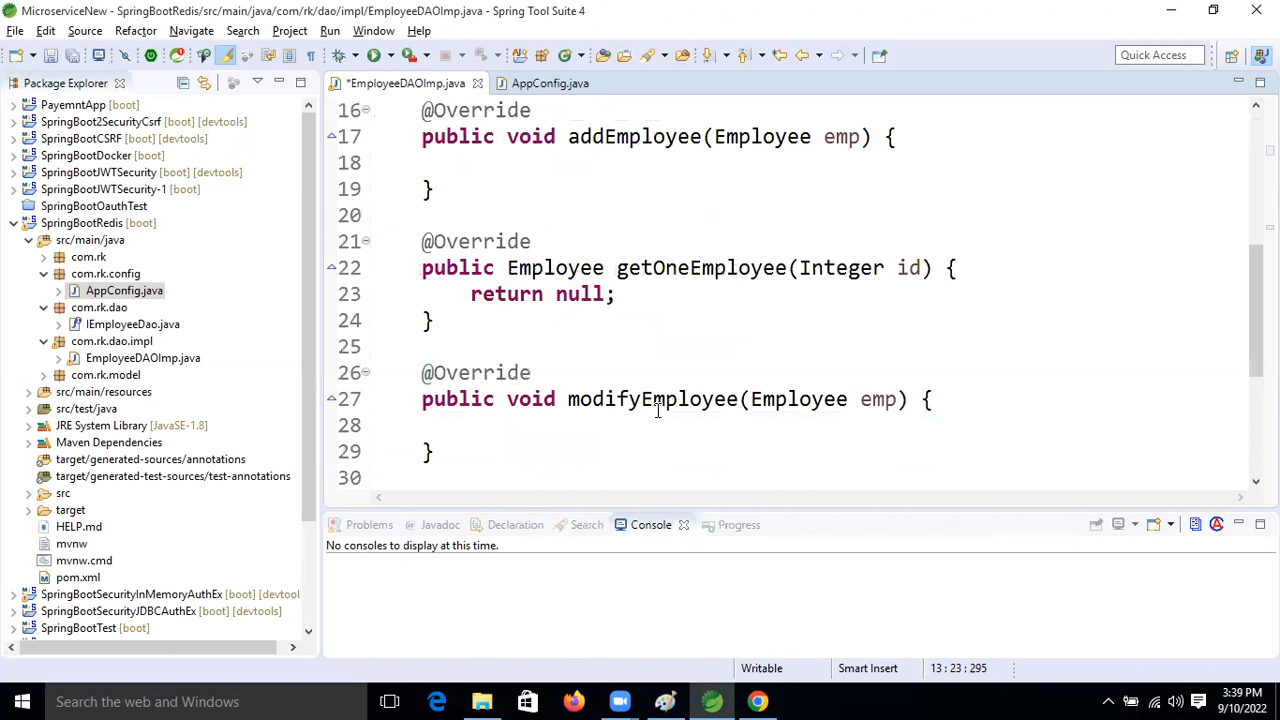 MicroserviceNew - SpringBootRedis/src/main/java/com/rk/dao/impl/EmployeeDAOImp.java - Spring Tool Suite 4
File Edit Source Refactor Navigate Search Project Run Window Help
Quick Access
Package Explorer
*EmployeeDAOImp.java
AppConfig.java
PayemntApp [boot]
SpringBoot2SecurityCsrf [boot] [devtools]
SpringBootCSRF [boot] [devtools]
SpringBootDocker [boot]
SpringBootJWTSecurity [boot] [devtools]
SpringBootJWTSecurity-1 [boot]
SpringBootOauthTest
SpringBootRedis [boot]
src/main/java
com.rk
com.rk.config
AppConfig.java
com.rk.dao
IEmployeeDao.java
com.rk.dao.impl
EmployeeDAOImp.java
com.rk.model
src/main/resources
src/test/java
JRE System Library [JavaSE-1.8]
Maven Dependencies
target/generated-sources/annotations
target/generated-test-sources/test-annotations
src
target
HELP.md
mvnw
mvnw.cmd
pom.xml
SpringBootSecurityInMemoryAuthEx [boot] [devtool
SpringBootSecurityJDBCAuthEx [boot] [devtools]
SpringBootTest [boot]
16 @Override
17 public void addEmployee(Employee emp) {
18
19 }
20
21 @Override
22 public Employee getOneEmployee(Integer id) {
23 return null;
24 }
25
26 @Override
27 public void modifyEmployee(Employee emp) {
28
29 }
30
Problems @ Javadoc Declaration Search Console Progress
No consoles to display at this time.
Writable Smart Insert 13 : 23 : 295
Search the web and Windows
3:39 PM
9/10/2022